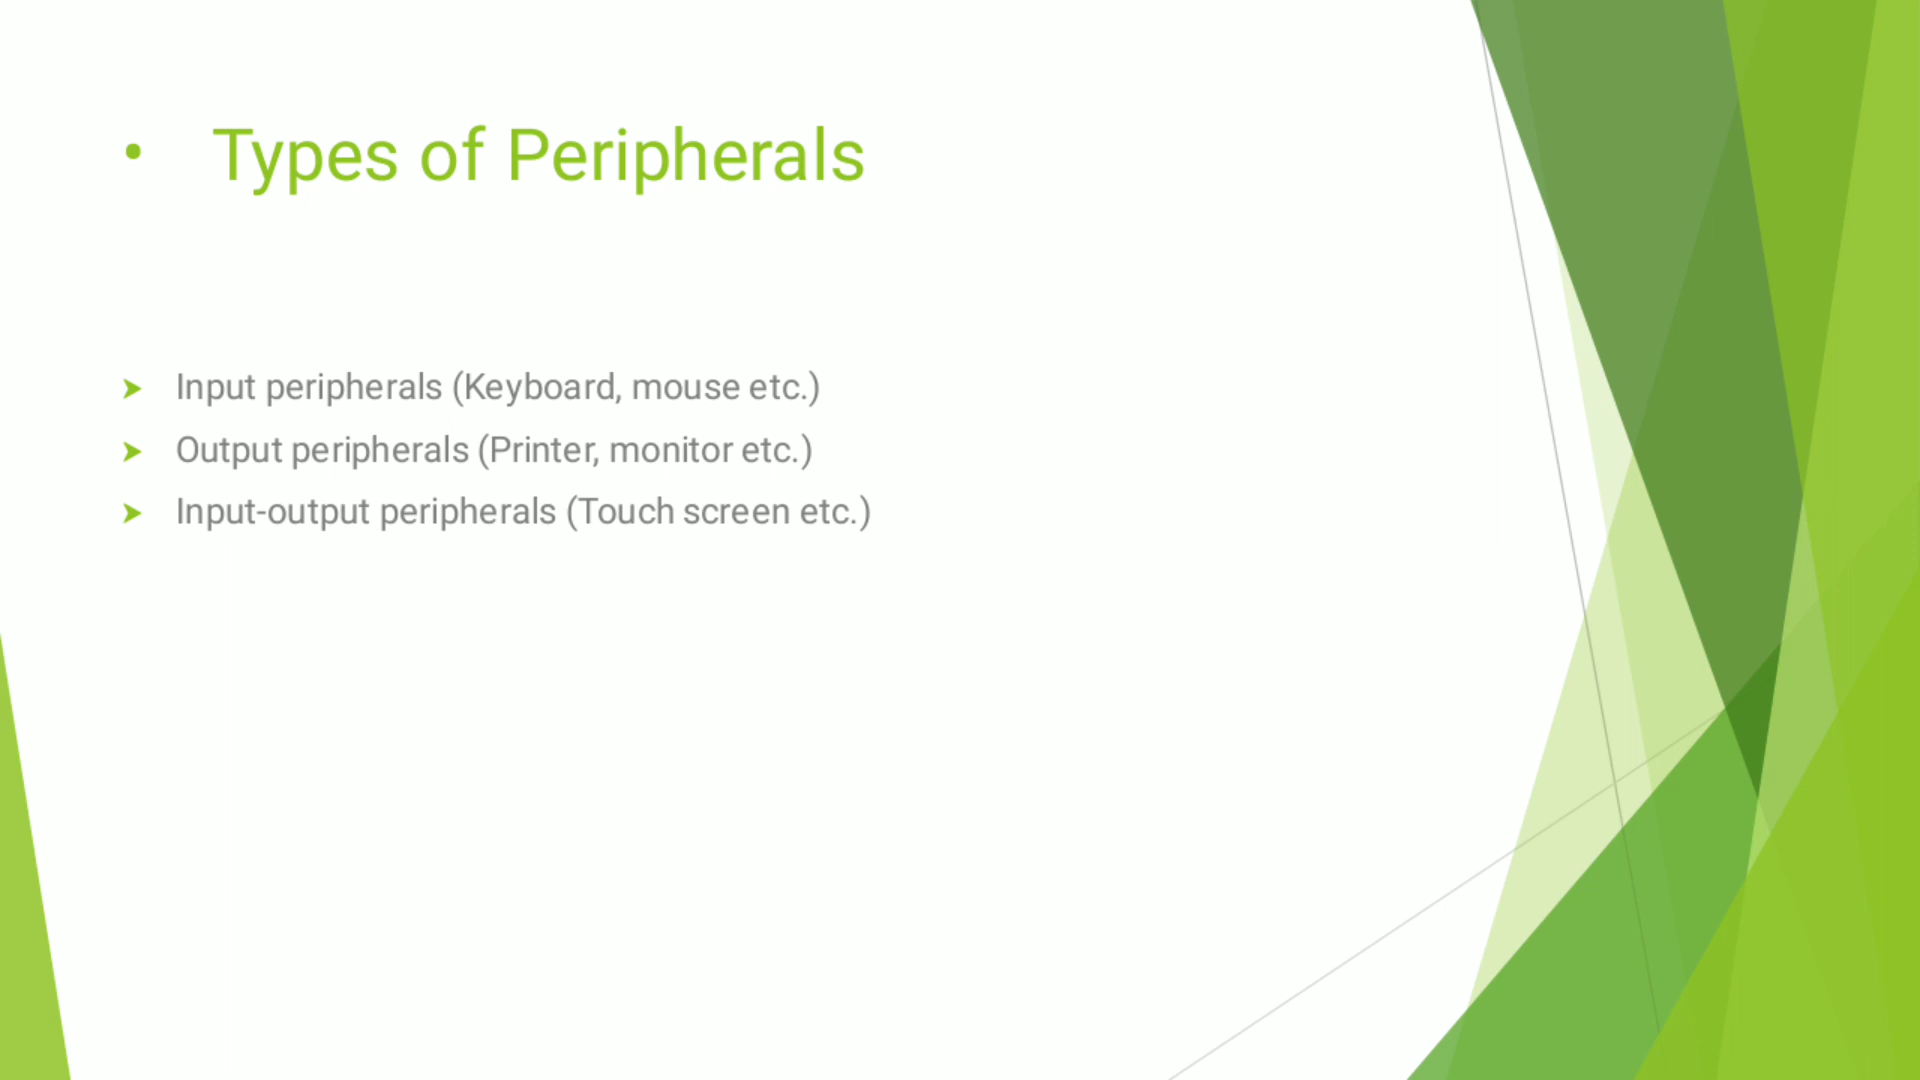 • Types of Peripherals
➤ Input peripherals (Keyboard, mouse etc.)
➤ Output peripherals (Printer, monitor etc.)
➤ Input-output peripherals (Touch screen etc.)